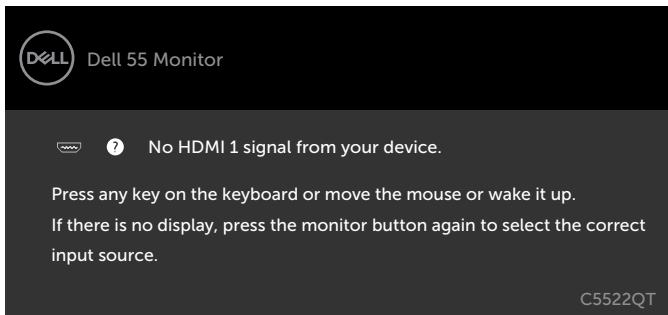 DELL
Dell 55 Monitor
? No HDMI 1 signal from your device.
Press any key on the keyboard or move the mouse or wake it up.
If there is no display, press the monitor button again to select the correct
input source.
C5522QT